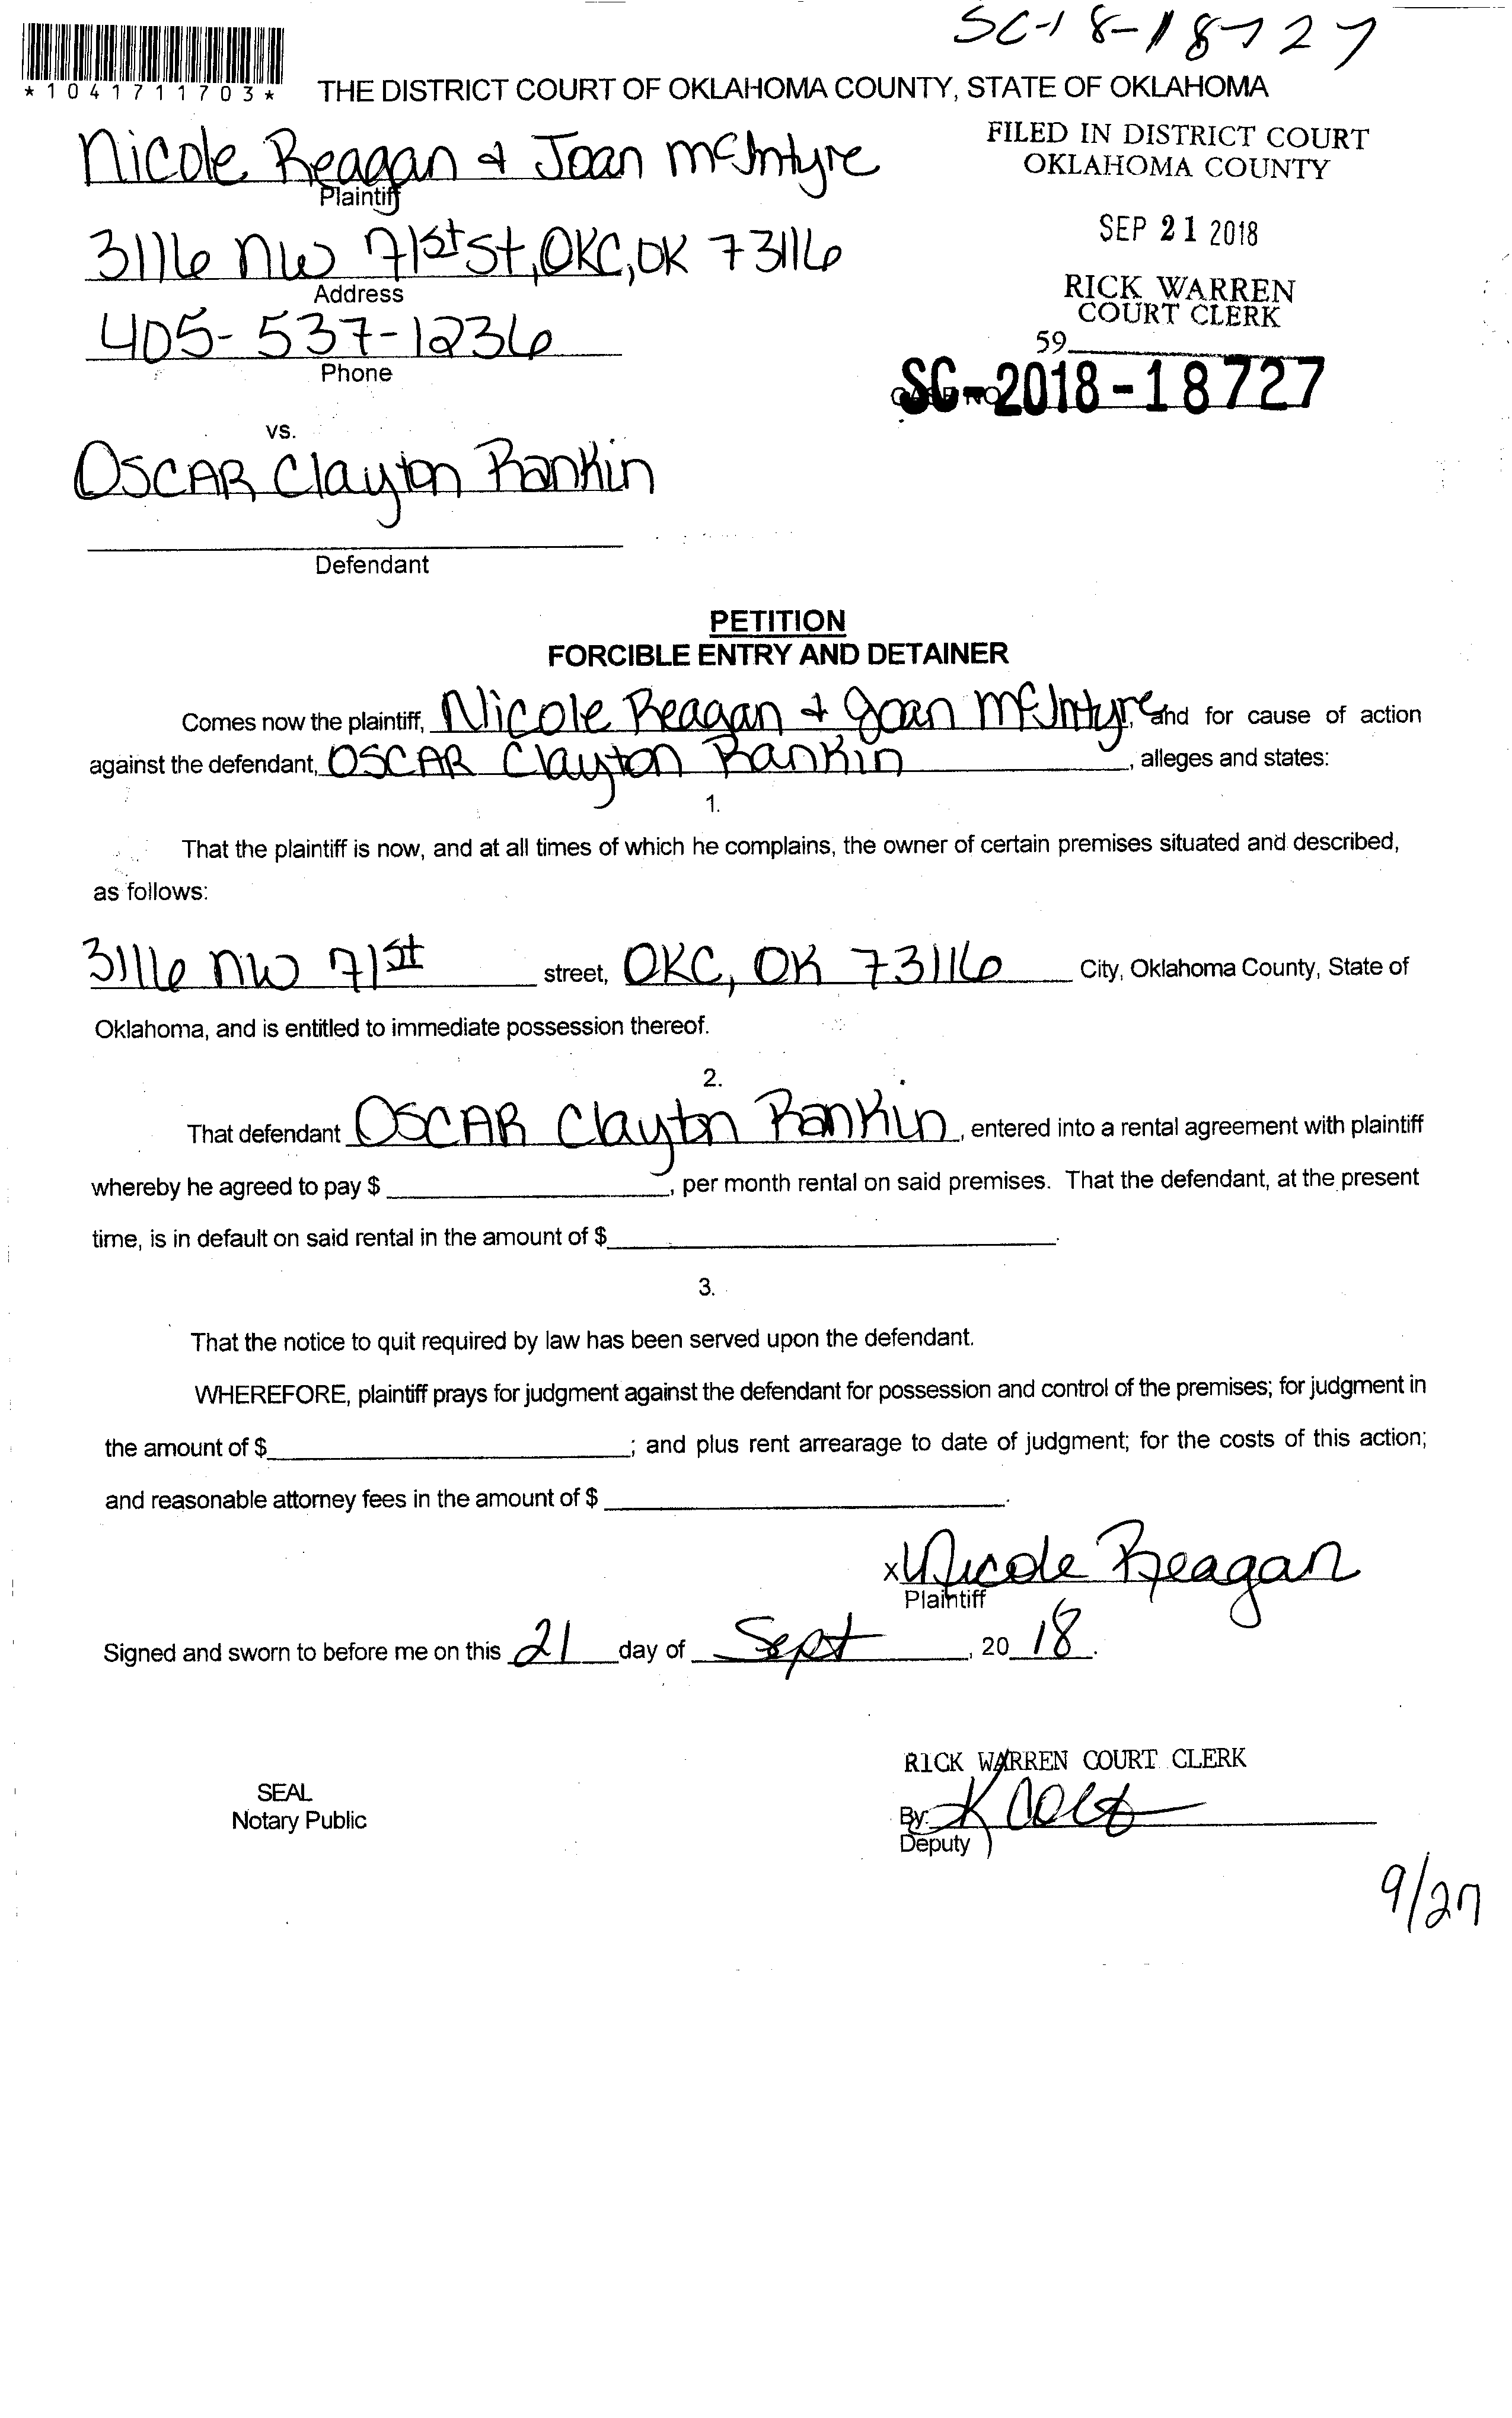 SC-18-18727
*1041711703*
THE DISTRICT COURT OF OKLAHOMA COUNTY, STATE OF OKLAHOMA
Nicole Reagan & Joan McIntyre
Plaintiff
FILED IN DISTRICT COURT
OKLAHOMA COUNTY
3116 NW 71st St, OKC, OK 73116
Address
SEP 21 2018
405-537-1236
Phone
RICK WARREN
COURT CLERK
59
SC-2018-18727
vs.
OSCAR Clayton Rankin
Defendant
PETITION
FORCIBLE ENTRY AND DETAINER
Comes now the plaintiff, Nicole Reagan & Joan McIntyre, and for cause of action
against the defendant, OSCAR Clayton Rankin, alleges and states:
1.
That the plaintiff is now, and at all times of which he complains, the owner of certain premises situated and described,
as follows:
3116 NW 71st street, OKC, OK 73116 City, Oklahoma County, State of
Oklahoma, and is entitled to immediate possession thereof.
2.
That defendant OSCAR Clayton Rankin, entered into a rental agreement with plaintiff
whereby he agreed to pay $, per month rental on said premises. That the defendant, at the present
time, is in default on said rental in the amount of $.
3.
That the notice to quit required by law has been served upon the defendant.
WHEREFORE, plaintiff prays for judgment against the defendant for possession and control of the premises; for judgment in
the amount of $; and plus rent arrearage to date of judgment; for the costs of this action;
and reasonable attorney fees in the amount of $.
x Nicole Reagan
Plaintiff
Signed and sworn to before me on this 21 day of Sept, 2018.
RICK WARREN COURT CLERK
SEAL
Notary Public
By:
Deputy
9/27